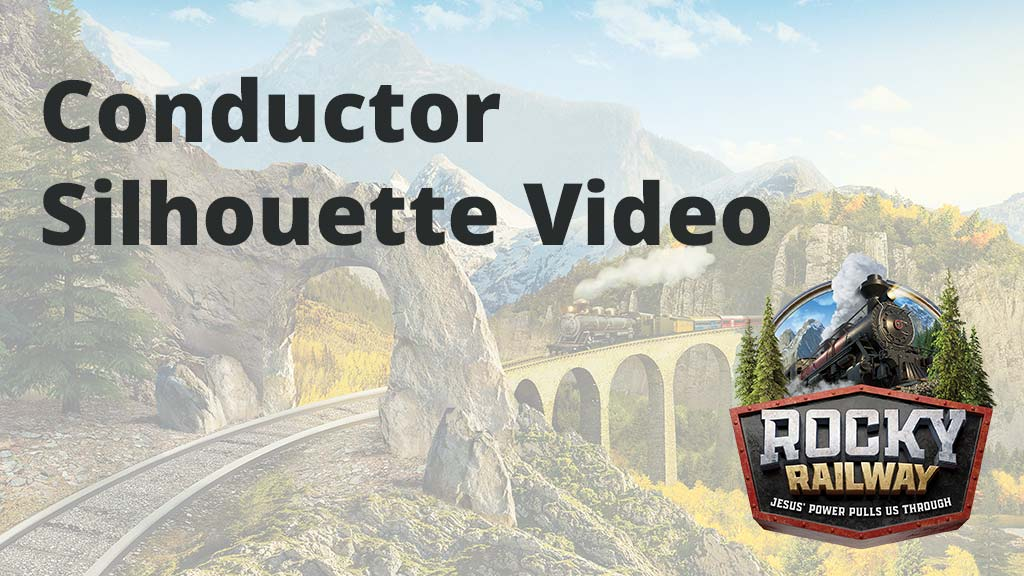 Conductor
Silhouette Video
ROCKY
RAILWAY
JESUS' POWER PULLS US THROUGH